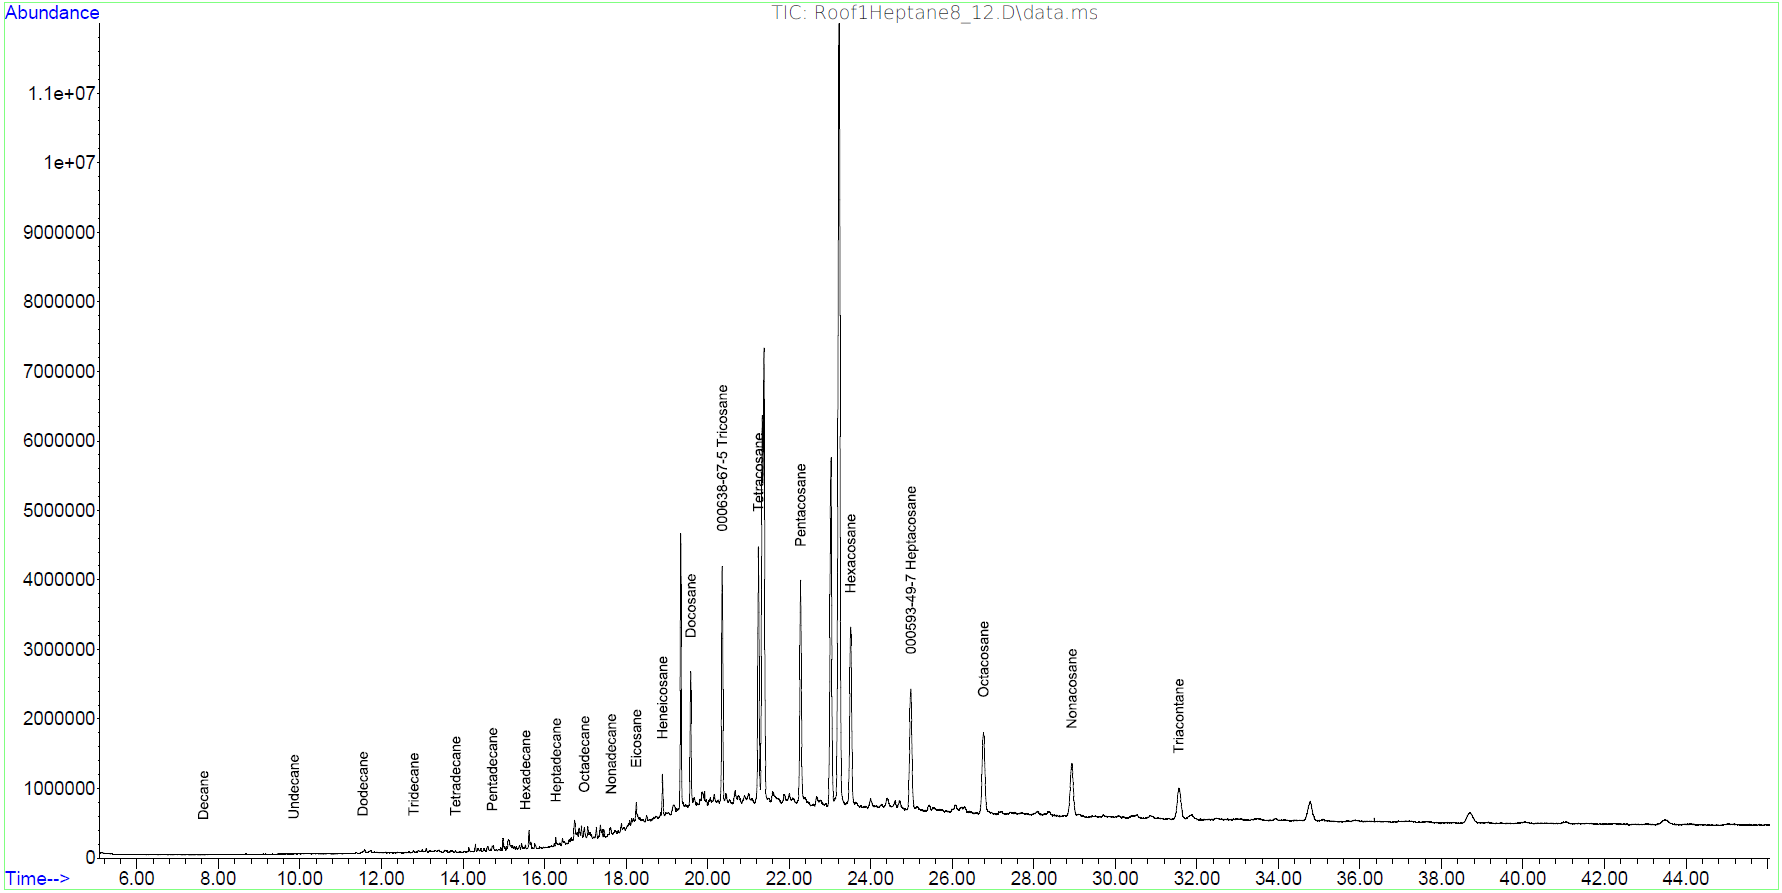 Abundance
TIC: Roof1Heptane8_12.D\data.ms
1.1e+07
1e+07
9000000
8000000
7000000
6000000
5000000
4000000
3000000
2000000
1000000
0
Decane
Undecane
Dodecane
Tridecane
Tetradecane
Pentadecane
Hexadecane
Heptadecane
Octadecane
Nonadecane
Eicosane
Heneicosane
Docosane
000638-67-5 Tricosane
Tetracosane
Pentacosane
Hexacosane
000593-49-7 Heptacosane
Octacosane
Nonacosane
Triacontane
Time-->
6.00 8.00 10.00 12.00 14.00 16.00 18.00 20.00 22.00 24.00 26.00 28.00 30.00 32.00 34.00 36.00 38.00 40.00 42.00 44.00